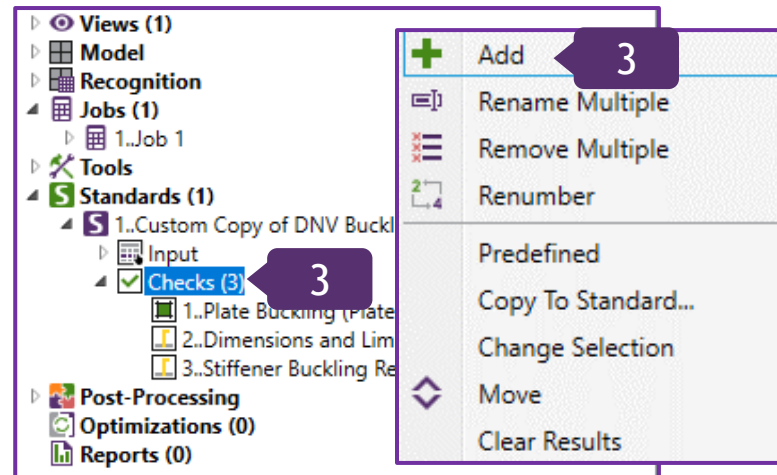 Views (1)
Model
Recognition
Jobs (1)
1..Job 1
Tools
Standards (1)
1..Custom Copy of DNV Buckl
Input
Checks (3)
3
1..Plate Buckling (Plate
2..Dimensions and Lim
3..Stiffener Buckling Re
Post-Processing
Optimizations (0)
Reports (0)
Add
3
Rename Multiple
Remove Multiple
Renumber
Predefined
Copy To Standard...
Change Selection
Move
Clear Results